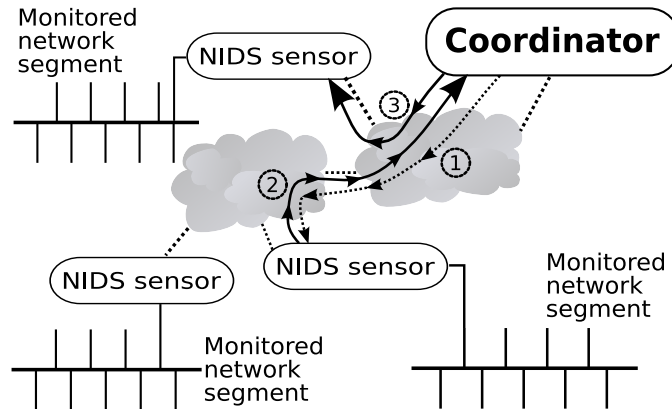 Monitored
network
segment
NIDS sensor
Coordinator
3
1
2
NIDS sensor
NIDS sensor
Monitored
network
segment
Monitored
network
segment